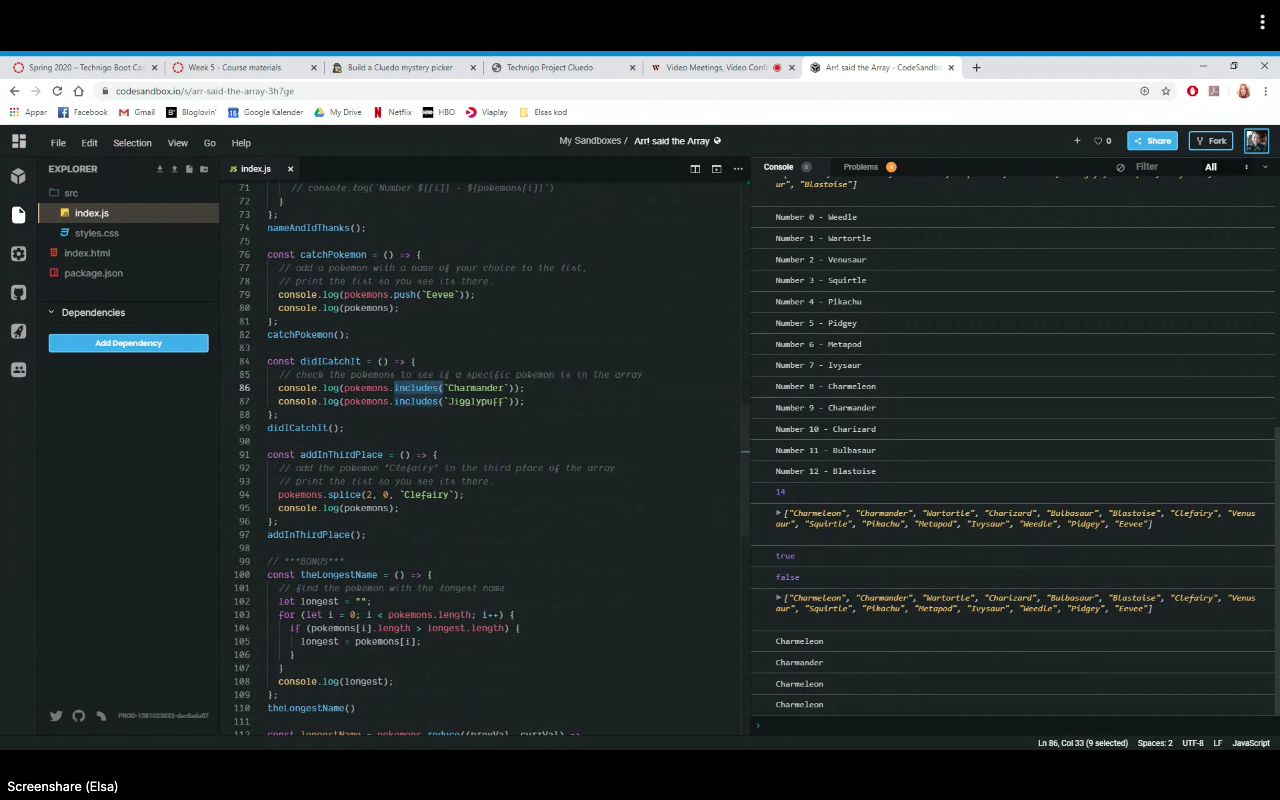 Spring 2020 – Technigo Boot Ca
Week 5 - Course materials
Build a Cluedo mystery picker
Technigo Project Cluedo
Video Meetings, Video Conf
Arr! said the Array - CodeSandbo
codesandbox.io/s/arr-said-the-array-3h7ge
Appar
Facebook
Gmail
Bloglovin'
Google Kalender
My Drive
Netflix
HBO
Viaplay
Elsas kod
File Edit Selection View Go Help
My Sandboxes / Arr! said the Array
0
Share
Fork
EXPLORER
src
index.js
styles.css
index.html
package.json
Dependencies
Add Dependency
index.js
71 // console.log(`Number ${[i]} - ${pokemons[i]}`)
72 }
73 };
74 nameAndIdThanks();
75
76 const catchPokemon = () => {
77 // add a pokemon with a name of your choice to the list,
78 // print the list so you see its there.
79 console.log(pokemons.push(`Eevee`));
80 console.log(pokemons);
81 };
82 catchPokemon();
83
84 const didICatchIt = () => {
85 // check the pokemons to see if a specific pokemon is in the array
86 console.log(pokemons.includes(`Charmander`));
87 console.log(pokemons.includes(`Jigglypuff`));
88 };
89 didICatchIt();
90
91 const addInThirdPlace = () => {
92 // add the pokemon "Clefairy" in the third place of the array
93 // print the list so you see its there.
94 pokemons.splice(2, 0, `Clefairy`);
95 console.log(pokemons);
96 };
97 addInThirdPlace();
98
99 // ***BONUS***
100 const theLongestName = () => {
101 // find the pokemon with the longest name
102 let longest = "";
103 for (let i = 0; i < pokemons.length; i++) {
104 if (pokemons[i].length > longest.length) {
105 longest = pokemons[i];
106 }
107 }
108 console.log(longest);
109 };
110 theLongestName()
111
112 const longestName = pokemons.reduce((prevVal, currVal) =>
Console 0 Problems 1 Filter All
ur", "Blastoise"]
Number 0 - Weedle
Number 1 - Wartortle
Number 2 - Venusaur
Number 3 - Squirtle
Number 4 - Pikachu
Number 5 - Pidgey
Number 6 - Metapod
Number 7 - Ivysaur
Number 8 - Charmeleon
Number 9 - Charmander
Number 10 - Charizard
Number 11 - Bulbasaur
Number 12 - Blastoise
14
["Charmeleon", "Charmander", "Wartortle", "Charizard", "Bulbasaur", "Blastoise", "Clefairy", "Venus
aur", "Squirtle", "Pikachu", "Metapod", "Ivysaur", "Weedle", "Pidgey", "Eevee"]
true
false
["Charmeleon", "Charmander", "Wartortle", "Charizard", "Bulbasaur", "Blastoise", "Clefairy", "Venus
aur", "Squirtle", "Pikachu", "Metapod", "Ivysaur", "Weedle", "Pidgey", "Eevee"]
Charmeleon
Charmander
Charmeleon
Charmeleon
Ln 86, Col 33 (9 selected) Spaces: 2 UTF-8 LF JavaScript
Screenshare (Elsa)